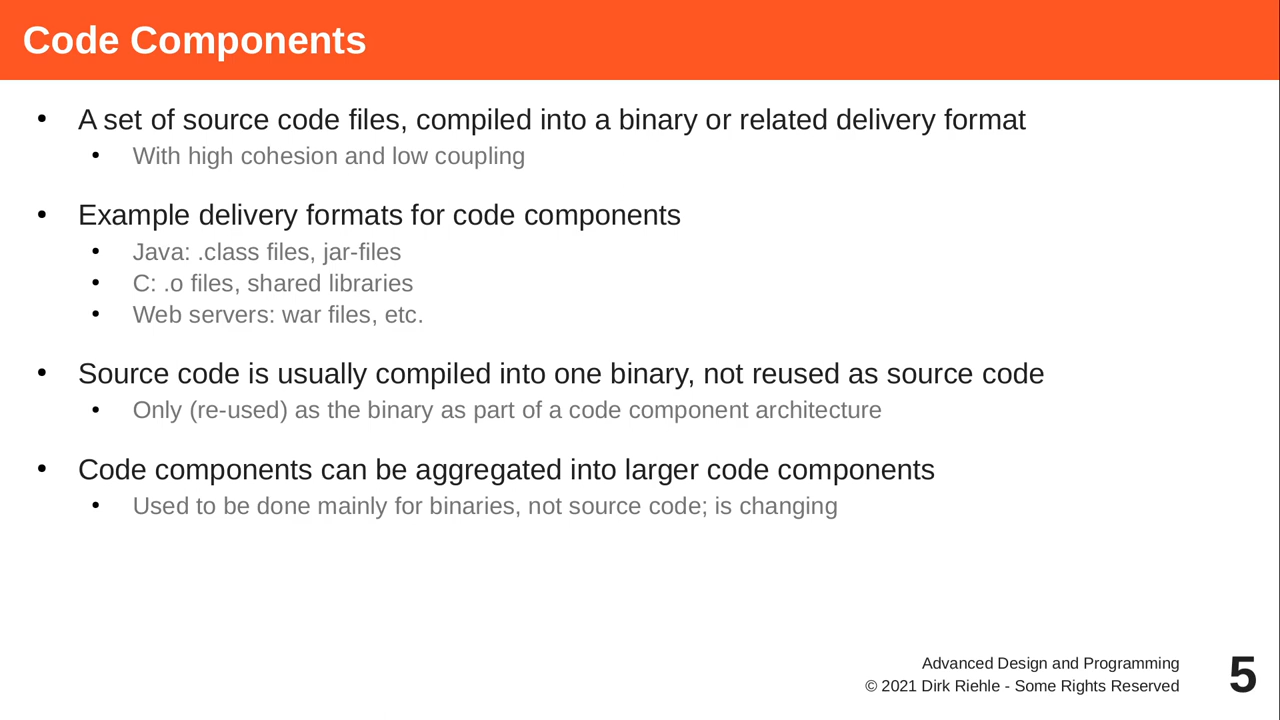 Code Components
• A set of source code files, compiled into a binary or related delivery format
• With high cohesion and low coupling
• Example delivery formats for code components
• Java: .class files, jar-files
• C: .o files, shared libraries
• Web servers: war files, etc.
• Source code is usually compiled into one binary, not reused as source code
• Only (re-used) as the binary as part of a code component architecture
• Code components can be aggregated into larger code components
• Used to be done mainly for binaries, not source code; is changing
Advanced Design and Programming
© 2021 Dirk Riehle - Some Rights Reserved
5